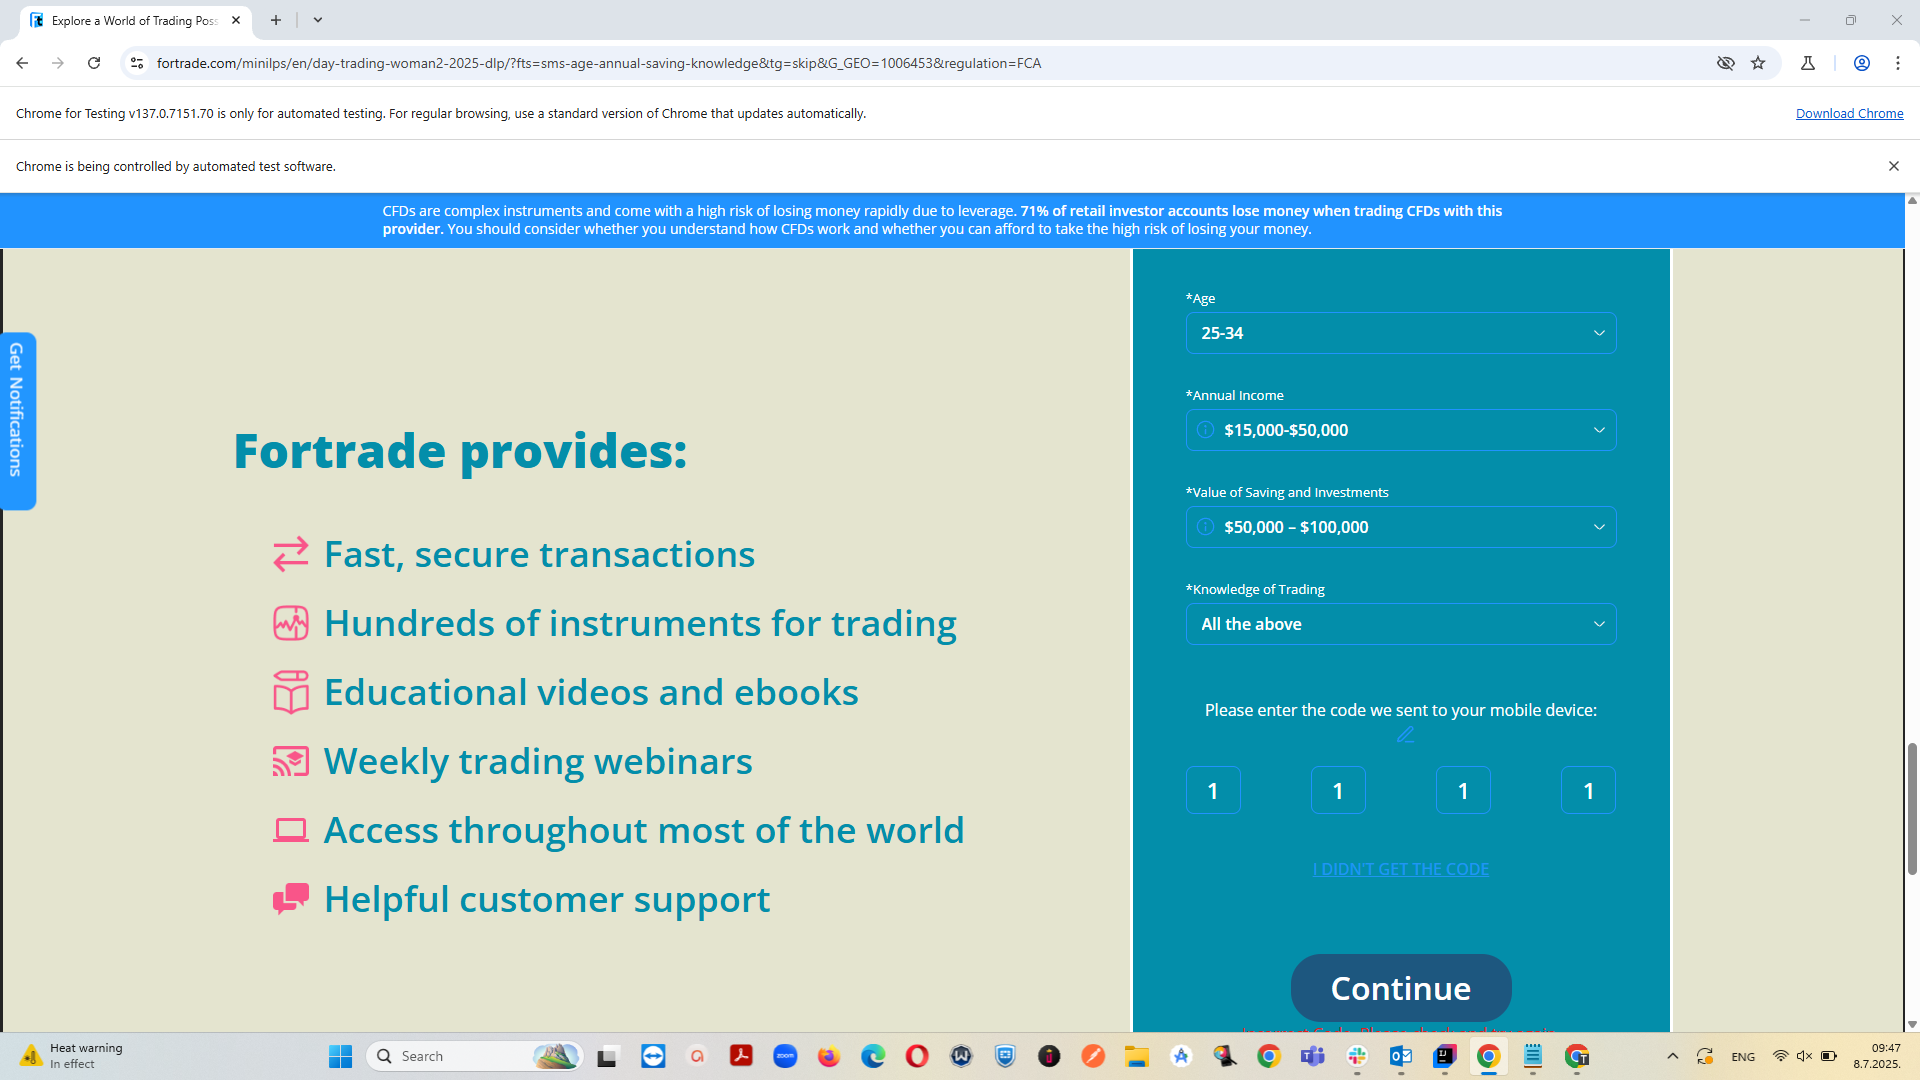 Explore a World of Trading Poss
fortrade.com/minilps/en/day-trading-woman2-2025-dlp/?fts=sms-age-annual-saving-knowledge&tg=skip&G_GEO=1006453&regulation=FCA
Chrome for Testing v137.0.7151.70 is only for automated testing. For regular browsing, use a standard version of Chrome that updates automatically.
Download Chrome
Chrome is being controlled by automated test software.
CFDs are complex instruments and come with a high risk of losing money rapidly due to leverage. 71% of retail investor accounts lose money when trading CFDs with this
provider. You should consider whether you understand how CFDs work and whether you can afford to take the high risk of losing your money.
Get Notifications
Fortrade provides:
Fast, secure transactions
Hundreds of instruments for trading
Educational videos and ebooks
Weekly trading webinars
Access throughout most of the world
Helpful customer support
*Age
25-34
*Annual Income
$15,000-$50,000
*Value of Saving and Investments
$50,000 – $100,000
*Knowledge of Trading
All the above
Please enter the code we sent to your mobile device:
1 1 1 1
I DIDN'T GET THE CODE
Continue
Heat warning
In effect
Search
zoom
ENG
09:47
8.7.2025.